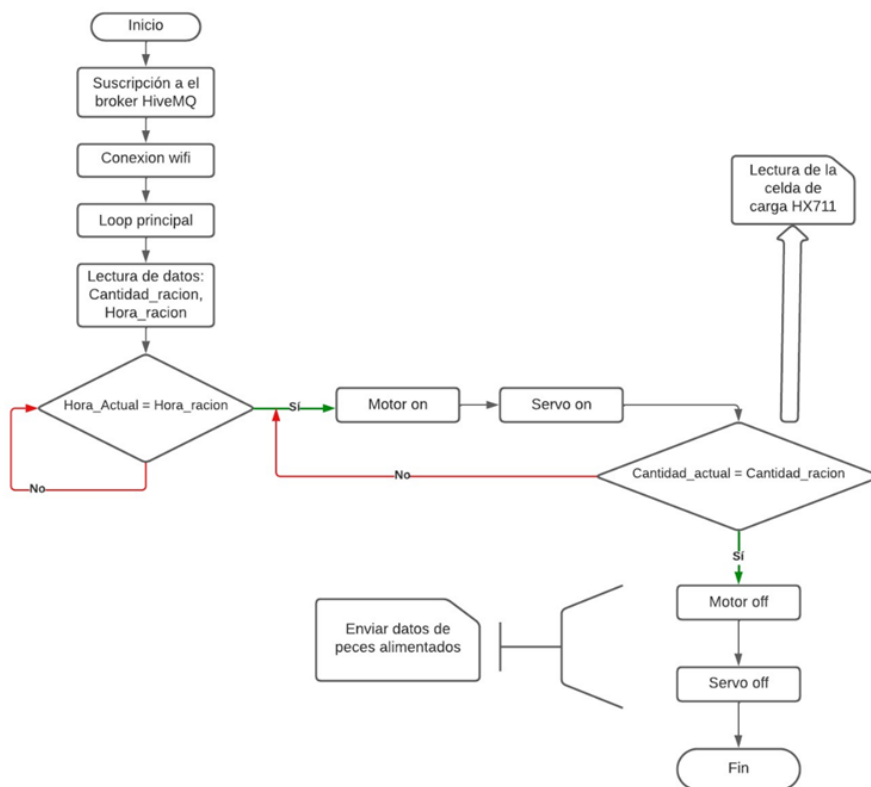 Inicio
Suscripción a el
broker HiveMQ
Conexion wifi
Loop principal
Lectura de datos:
Cantidad_racion,
Hora_racion
Hora_Actual = Hora_racion
No
Sí
Motor on
Servo on
Lectura de la
celda de
carga HX711
Cantidad_actual = Cantidad_racion
No
Sí
Motor off
Enviar datos de
peces alimentados
Servo off
Fin